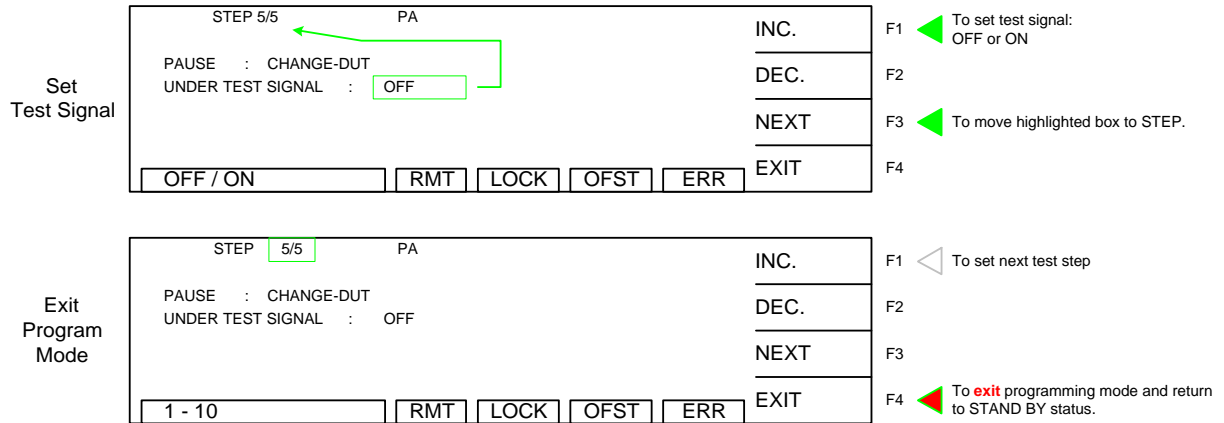 STEP 5/5 PA
INC. F1 To set test signal:
OFF or ON
PAUSE : CHANGE-DUT
DEC. F2
Set
Test Signal
UNDER TEST SIGNAL : OFF
NEXT F3 To move highlighted box to STEP.
EXIT F4
OFF / ON RMT LOCK OFST ERR
STEP 5/5 PA
INC. F1 To set next test step
PAUSE : CHANGE-DUT
DEC. F2
Exit
Program
Mode
UNDER TEST SIGNAL : OFF
NEXT F3
EXIT F4 To exit programming mode and return
to STAND BY status.
1 - 10 RMT LOCK OFST ERR